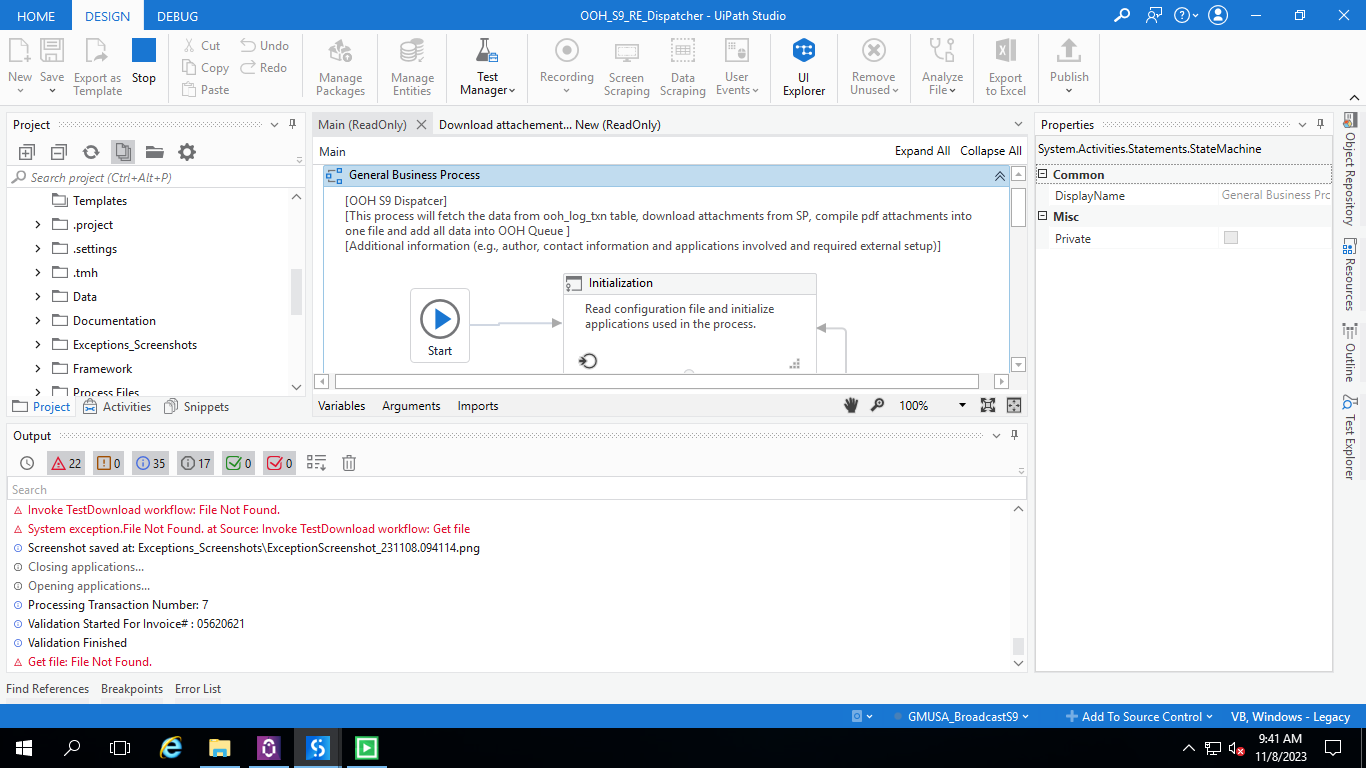 HOME DESIGN DEBUG OOH_S9_RE_Dispatcher - UiPath Studio
New Save Export as Template Stop Cut Copy Paste Undo Redo Manage Packages Manage Entities Test Manager Recording Screen Scraping Data Scraping User Events UI Explorer Remove Unused Analyze File Export to Excel Publish
Project
Search project (Ctrl+Alt+P)
Templates
.project
.settings
.tmh
Data
Documentation
Exceptions_Screenshots
Framework
Process Files
Project Activities Snippets
Main (ReadOnly) Download attachement... New (ReadOnly)
Main Expand All Collapse All
General Business Process
[OOH S9 Dispatcer]
[This process will fetch the data from ooh_log_txn table, download attachments from SP, compile pdf attachments into
one file and add all data into OOH Queue ]
[Additional information (e.g., author, contact information and applications involved and required external setup)]
Start
Initialization
Read configuration file and initialize
applications used in the process.
Variables Arguments Imports 100%
Properties
System.Activities.Statements.StateMachine
Common
DisplayName General Business Prc
Misc
Private
Object Repository
Resources
Outline
Test Explorer
Output
22 0 35 17 0 0
Search
Invoke TestDownload workflow: File Not Found.
System exception.File Not Found. at Source: Invoke TestDownload workflow: Get file
Screenshot saved at: Exceptions_Screenshots\ExceptionScreenshot_231108.094114.png
Closing applications...
Opening applications...
Processing Transaction Number: 7
Validation Started For Invoice# : 05620621
Validation Finished
Get file: File Not Found.
Find References Breakpoints Error List
GMUSA_BroadcastS9 Add To Source Control VB, Windows - Legacy
9:41 AM
11/8/2023